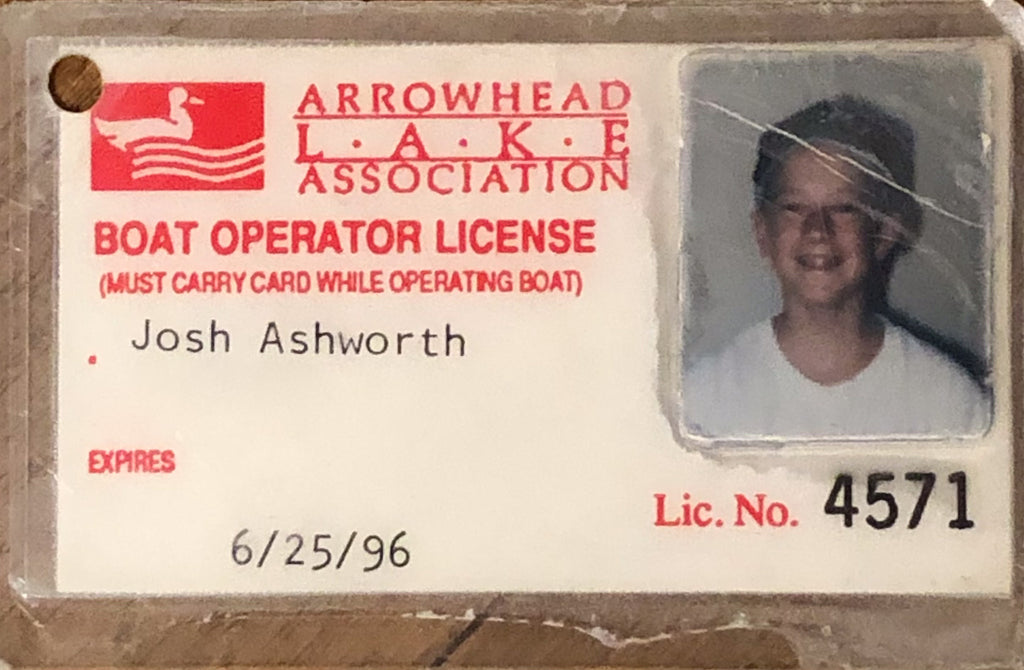 ARROWHEAD
L·A·K·E
ASSOCIATION
BOAT OPERATOR LICENSE
(MUST CARRY CARD WHILE OPERATING BOAT)
Josh Ashworth
EXPIRES
6/25/96
Lic. No. 4571